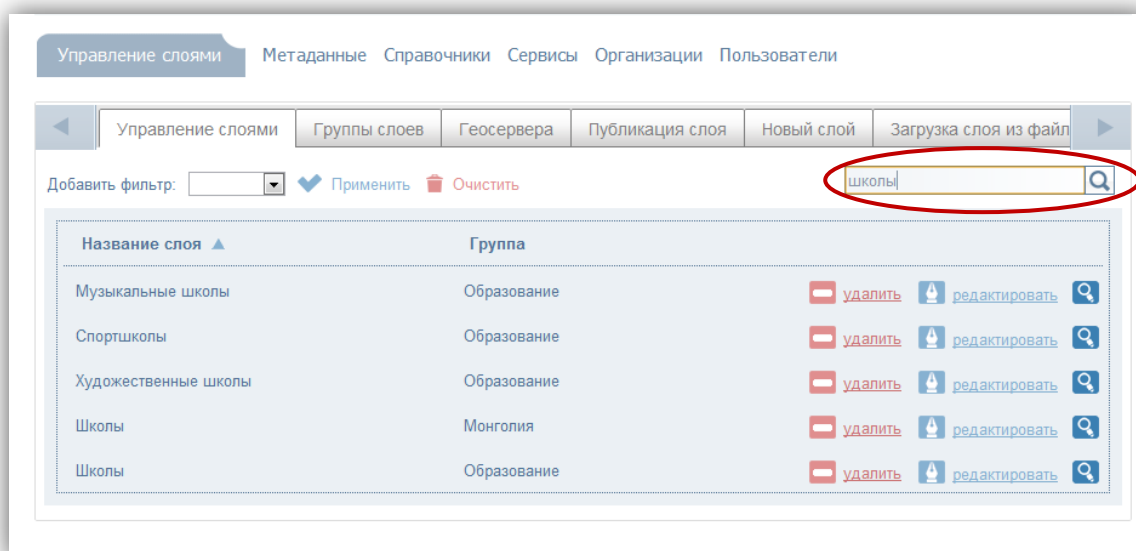 Управление слоями Метаданные Справочники Сервисы Организации Пользователи
Управление слоями Группы слоев Геосервера Публикация слоя Новый слой Загрузка слоя из файл
Добавить фильтр: Применить Очистить школы
Название слоя Группа
Музыкальные школы Образование удалить редактировать
Спортшколы Образование удалить редактировать
Художественные школы Образование удалить редактировать
Школы Монголия удалить редактировать
Школы Образование удалить редактировать